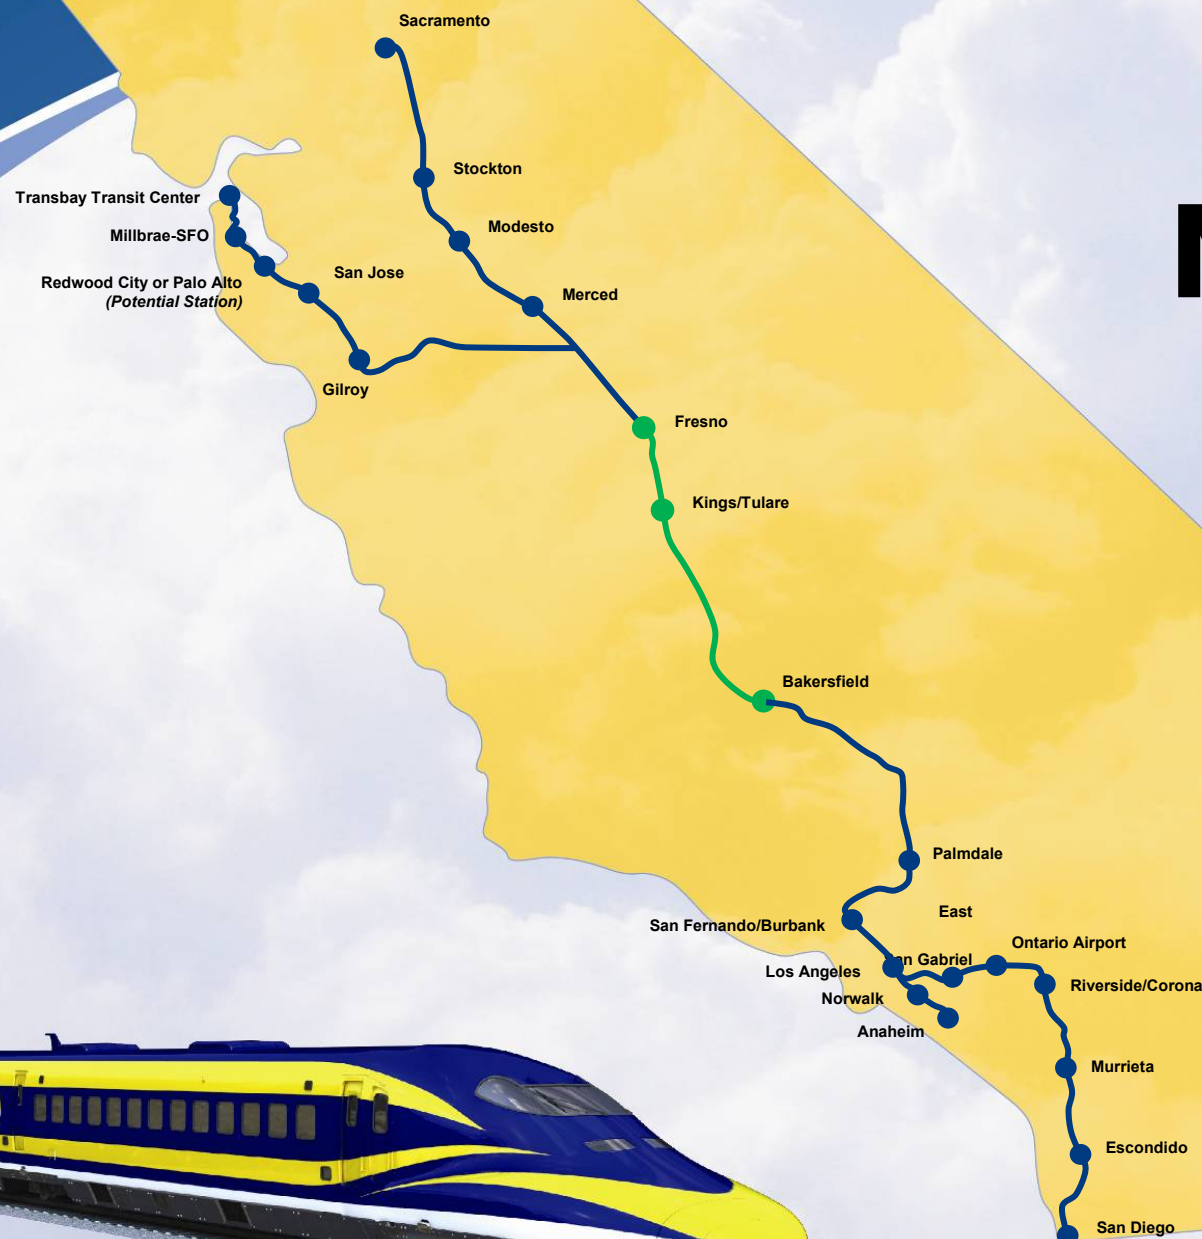 Sacramento
Stockton
Transbay Transit Center
Modesto
Millbrae-SFO
San Jose
Redwood City or Palo Alto
(Potential Station)
Merced
Gilroy
Fresno
Kings/Tulare
Bakersfield
Palmdale
East
San Fernando/Burbank
Ontario Airport
an Gabriel
Los Angeles
Riverside/Corona
Norwalk
Anaheim
Murrieta
Escondido
San Diego